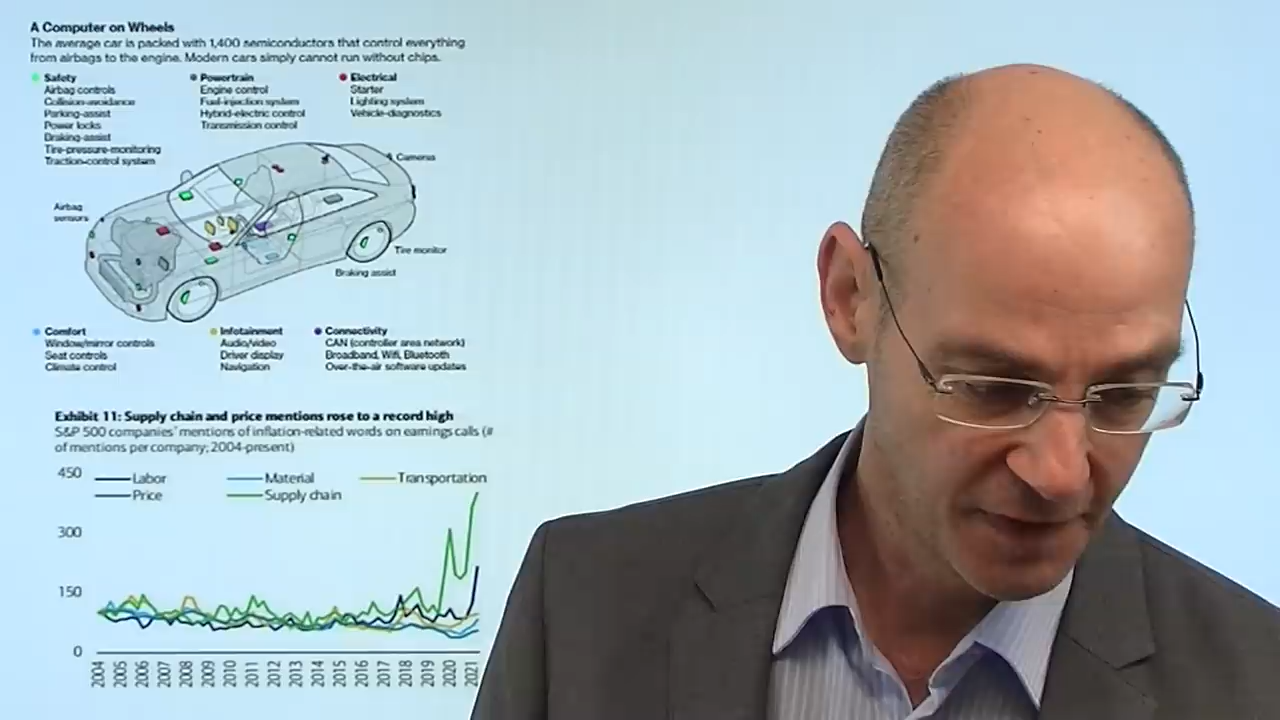 A Computer on Wheels
The average car is packed with 1,400 semiconductors that control everything
from airbags to the engine. Modern cars simply cannot run without chips.
Safety
Airbag controls
Collision-avoidance
Parking-assist
Power locks
Braking-assist
Tire-pressure-monitoring
Traction-control system
Powertrain
Engine control
Fuel-injection system
Hybrid-electric control
Transmission control
Electrical
Starter
Lighting system
Vehicle-diagnostics
Cameras
Airbag
sensors
Tire monitor
Braking assist
Comfort
Window/mirror controls
Seat controls
Climate control
Infotainment
Audio/video
Driver display
Navigation
Connectivity
CAN (controller area network)
Broadband, Wifi, Bluetooth
Over-the-air software updates
Exhibit 11: Supply chain and price mentions rose to a record high
S&P 500 companies' mentions of inflation-related words on earnings calls (#
of mentions per company; 2004-present)
Labor Material Transportation
Price Supply chain
450
300
150
0
2004 2005 2006 2007 2008 2009 2010 2011 2012 2013 2014 2015 2016 2017 2018 2019 2020 2021